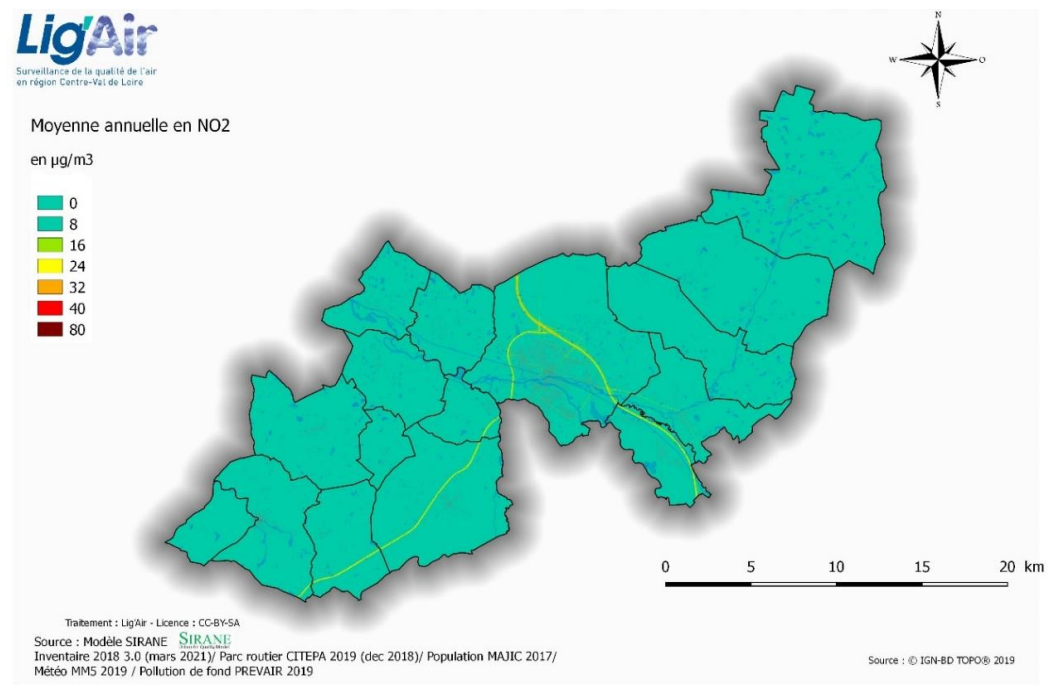 Lig'Air
Surveillance de la qualité de l'air
en région Centre-Val de Loire
Moyenne annuelle en NO2
en µg/m3
0
8
16
24
32
40
80
N
W
O
S
0 5 10 15 20 km
Traitement : Lig'Air - Licence : CC-BY-SA
Source : Modèle SIRANE SIRANE
Inventaire 2018 3.0 (mars 2021)/ Parc routier CITEPA 2019 (dec 2018)/ Population MAJIC 2017/
Météo MM5 2019 / Pollution de fond PREVAIR 2019
Source : © IGN-BD TOPO® 2019